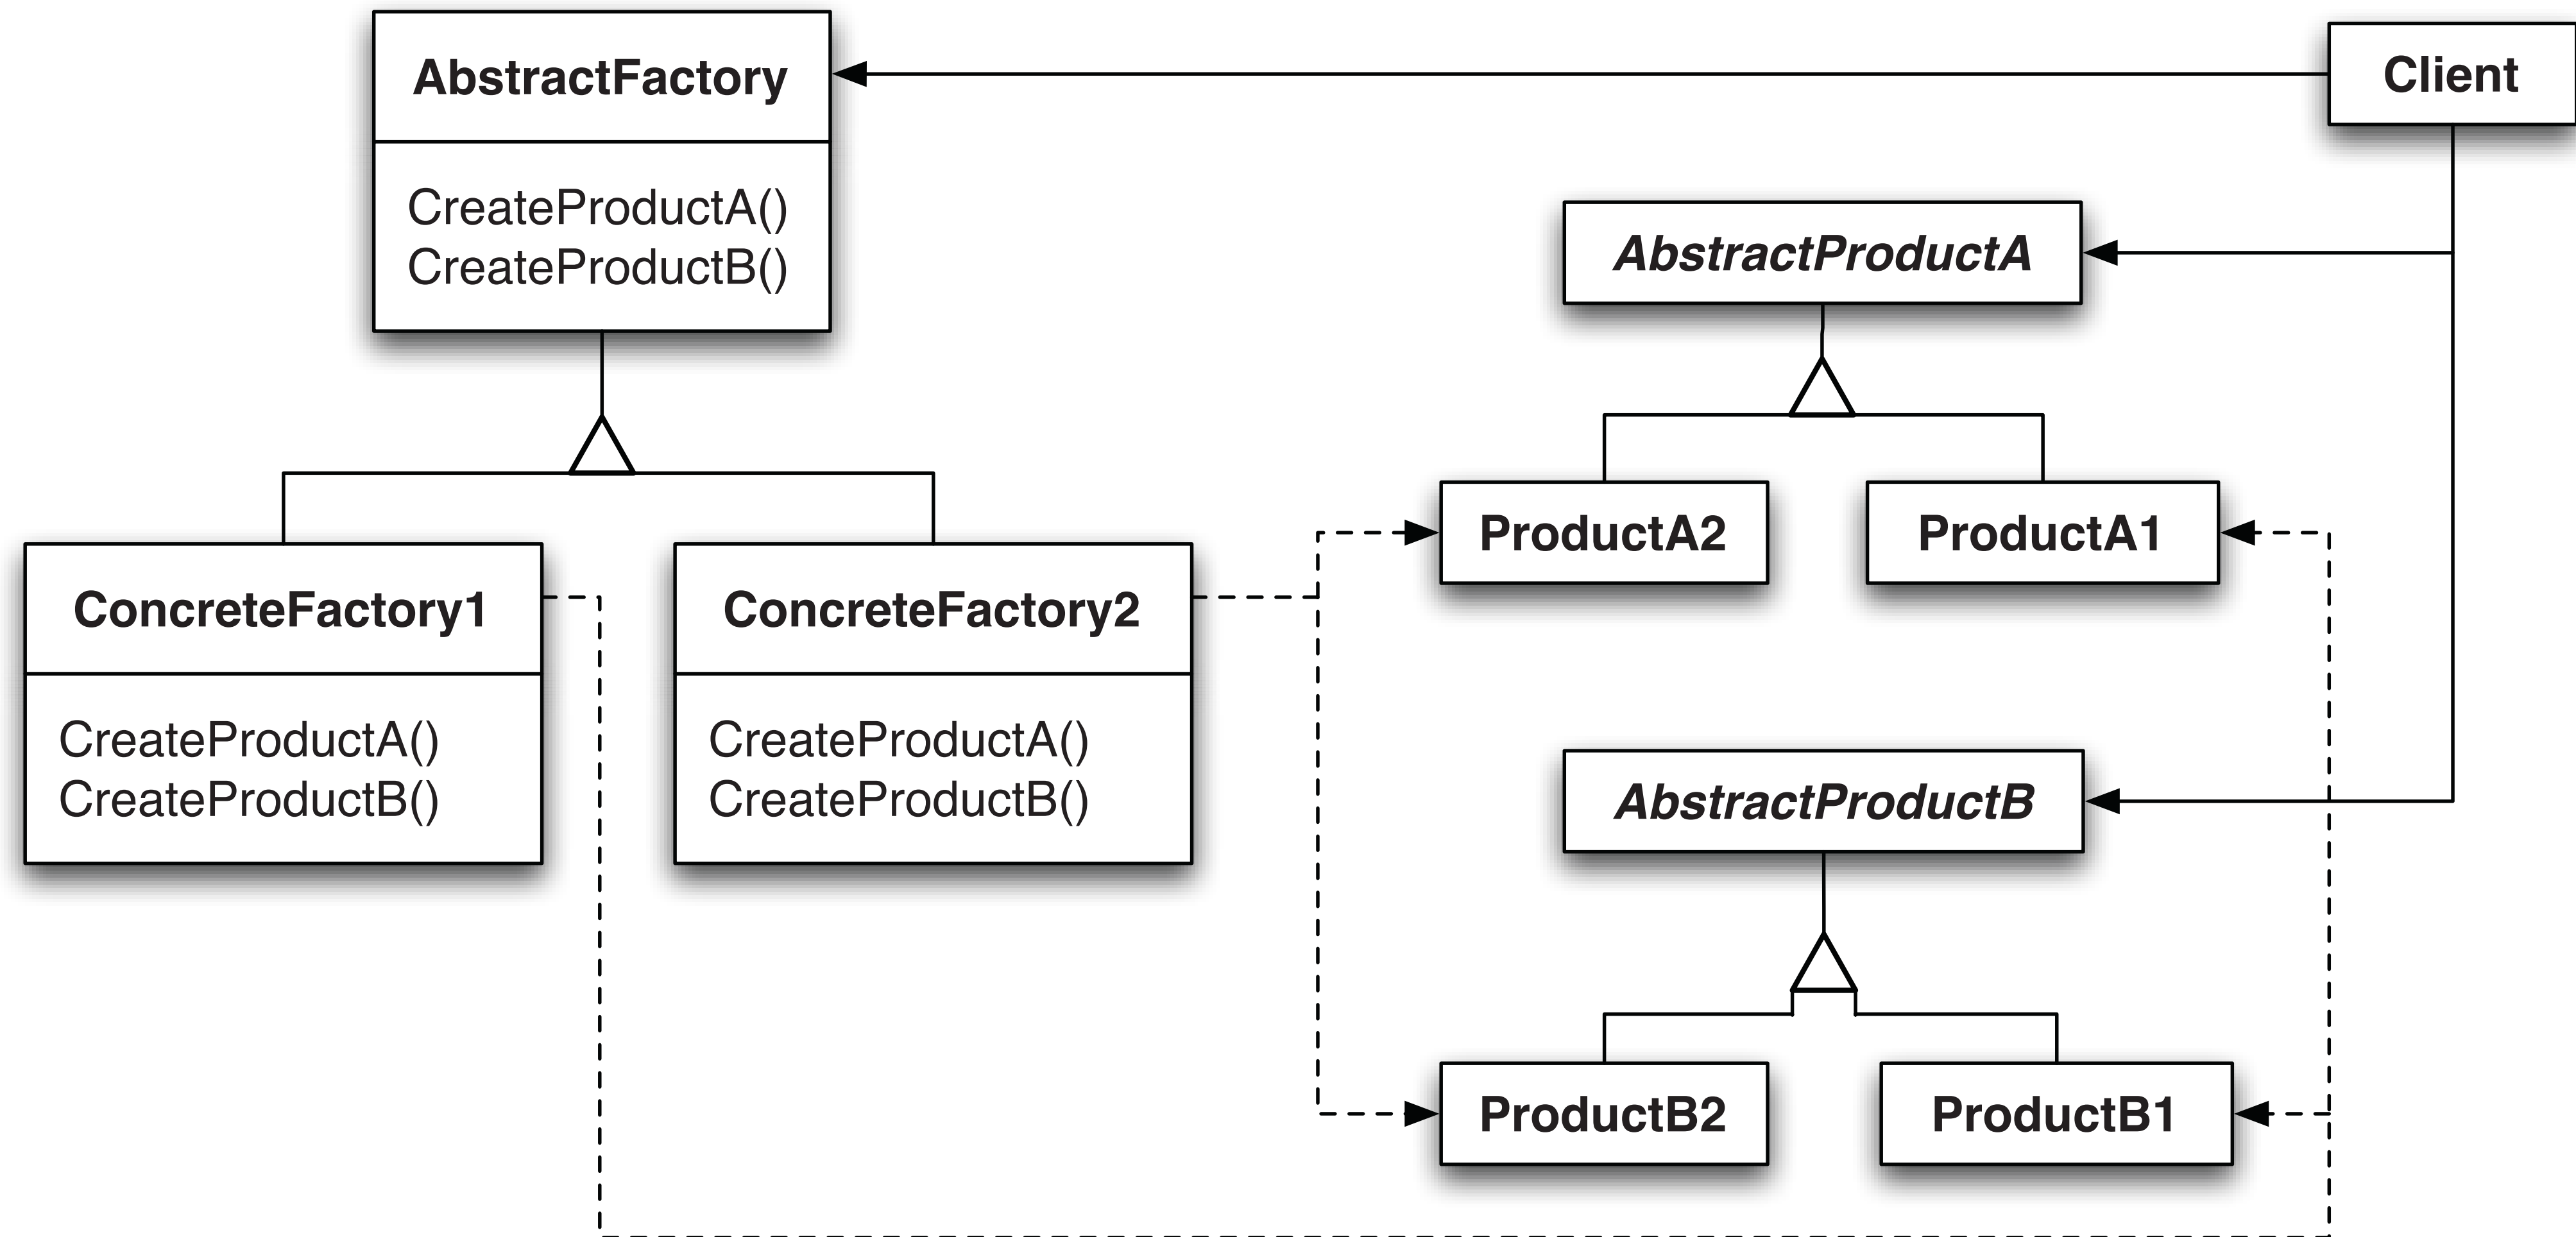 AbstractFactory
CreateProductA()
CreateProductB()
Client
AbstractProductA
ProductA2
ProductA1
ConcreteFactory1
CreateProductA()
CreateProductB()
ConcreteFactory2
CreateProductA()
CreateProductB()
AbstractProductB
ProductB2
ProductB1